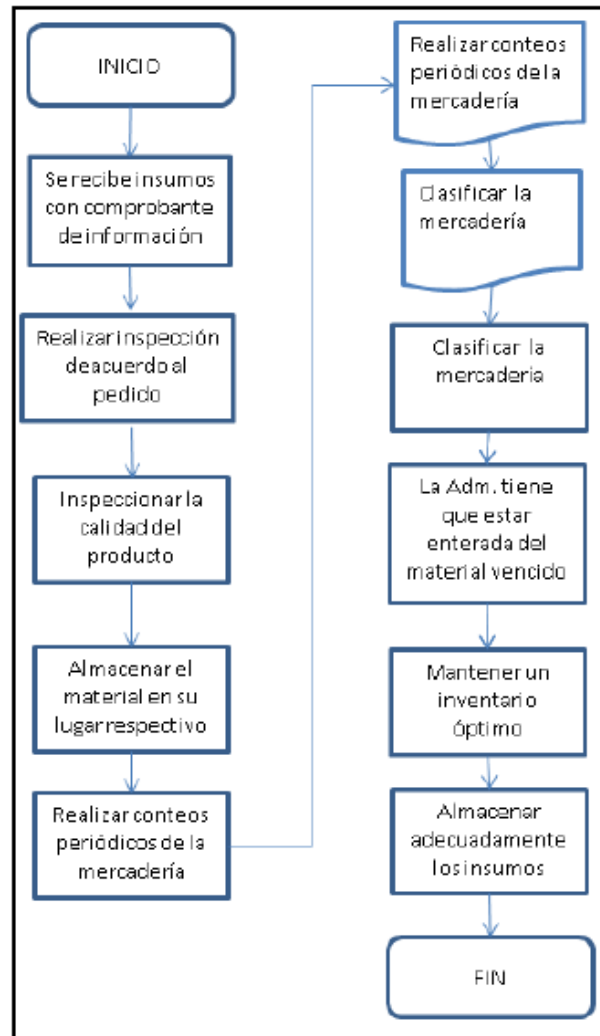 INICIO
Se recibe insumos
con comprobante
de información
Realizar inspección
deacuerdo al
pedido
Inspeccionar la
calidad del
producto
Almacenar el
material en su
lugar respectivo
Realizar conteos
periódicos de la
mercadería
Realizar conteos
periódicos de la
mercadería
Clasificar la
mercadería
Clasificar la
mercaderia
La Adm. tiene
que estar
enterada del
material vencido
Mantener un
inventario
óptimo
Almacenar
adecuadamente
los insumos
FIN